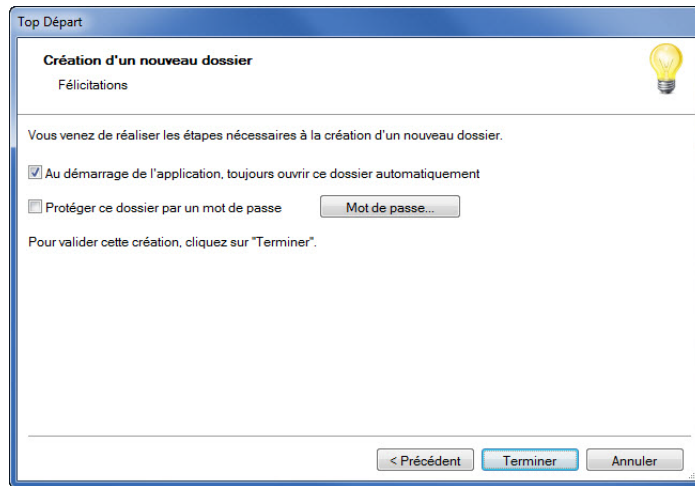 Top Départ
Création d'un nouveau dossier
Félicitations
Vous venez de réaliser les étapes nécessaires à la création d'un nouveau dossier.
Au démarrage de l'application, toujours ouvrir ce dossier automatiquement
Protéger ce dossier par un mot de passe Mot de passe...
Pour valider cette création, cliquez sur "Terminer".
< Précédent Terminer Annuler